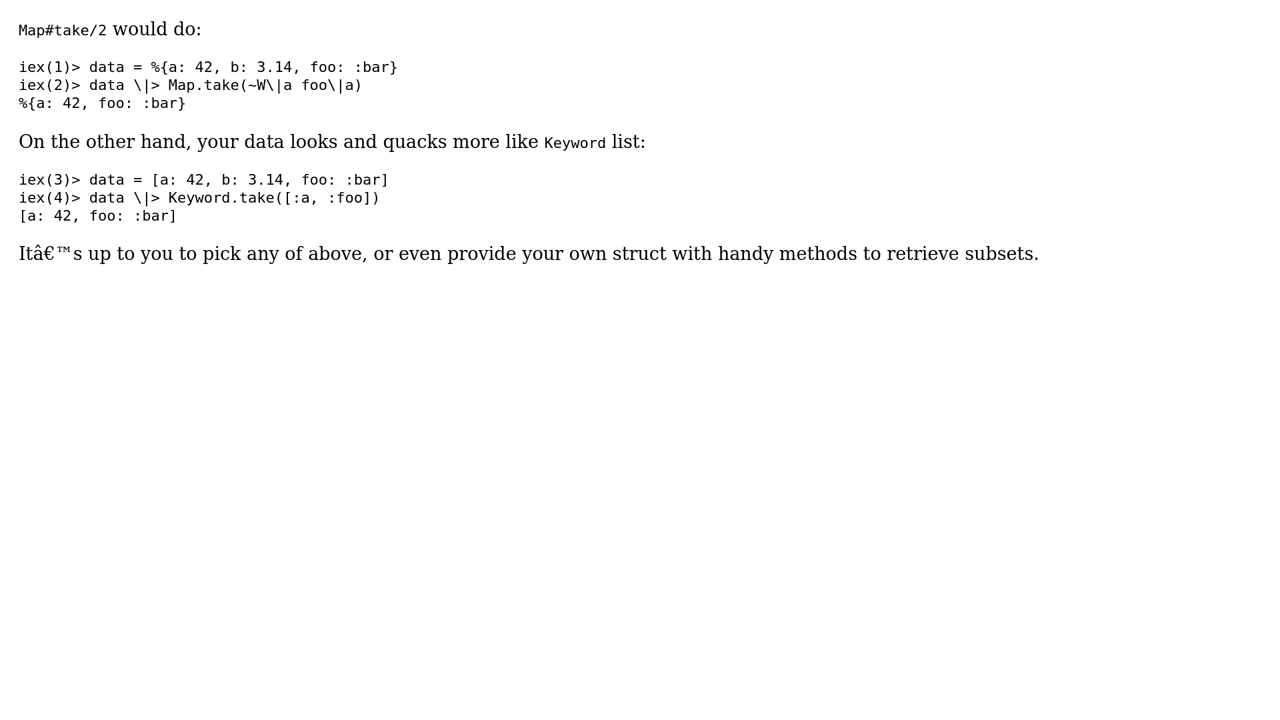 Map#take/2 would do:
iex(1)> data = %{a: 42, b: 3.14, foo: :bar}
iex(2)> data \|> Map.take(~W\|a foo\|a)
%{a: 42, foo: :bar}
On the other hand, your data looks and quacks more like Keyword list:
iex(3)> data = [a: 42, b: 3.14, foo: :bar]
iex(4)> data \|> Keyword.take([:a, :foo])
[a: 42, foo: :bar]
Itâ€™s up to you to pick any of above, or even provide your own struct with handy methods to retrieve subsets.